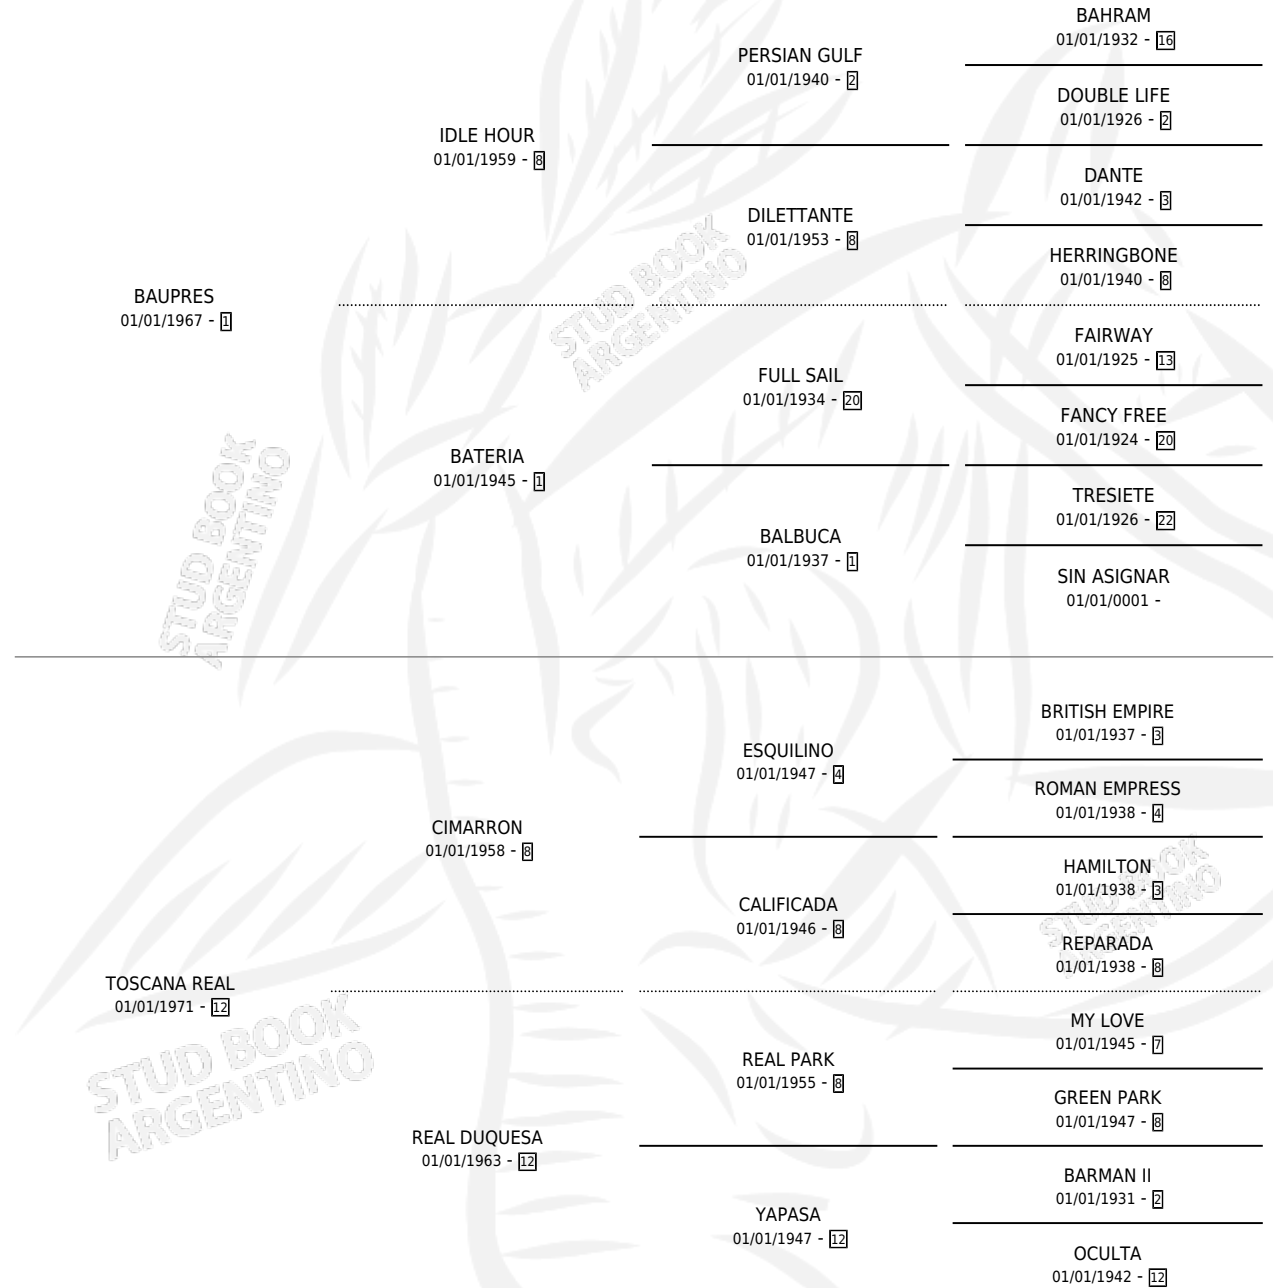 BAHRAM
01/01/1932 - 16
PERSIAN GULF
01/01/1940 - 2
DOUBLE LIFE
01/01/1926 - 2
IDLE HOUR
01/01/1959 - 8
DANTE
01/01/1942 - 3
DILETTANTE
01/01/1953 - 8
HERRINGBONE
01/01/1940 - 8
BAUPRES
01/01/1967 - 1
FAIRWAY
01/01/1925 - 13
FULL SAIL
01/01/1934 - 20
FANCY FREE
01/01/1924 - 20
BATERIA
01/01/1945 - 1
TRESIETE
01/01/1926 - 22
BALBUCA
01/01/1937 - 1
SIN ASIGNAR
01/01/0001 -
BRITISH EMPIRE
01/01/1937 - 3
ESQUILINO
01/01/1947 - 4
ROMAN EMPRESS
01/01/1938 - 4
CIMARRON
01/01/1958 - 8
HAMILTON
01/01/1938 - 3
CALIFICADA
01/01/1946 - 8
REPARADA
01/01/1938 - 8
TOSCANA REAL
01/01/1971 - 12
MY LOVE
01/01/1945 - 7
REAL PARK
01/01/1955 - 8
GREEN PARK
01/01/1947 - 8
REAL DUQUESA
01/01/1963 - 12
BARMAN II
01/01/1931 - 2
YAPASA
01/01/1947 - 12
OCULTA
01/01/1942 - 12
STUD BOOK
ARGENTINO
STUD BOOK
ARGENTINO
STUD BOOK
ARGENTINO
STUD BOOK
ARGENTINO